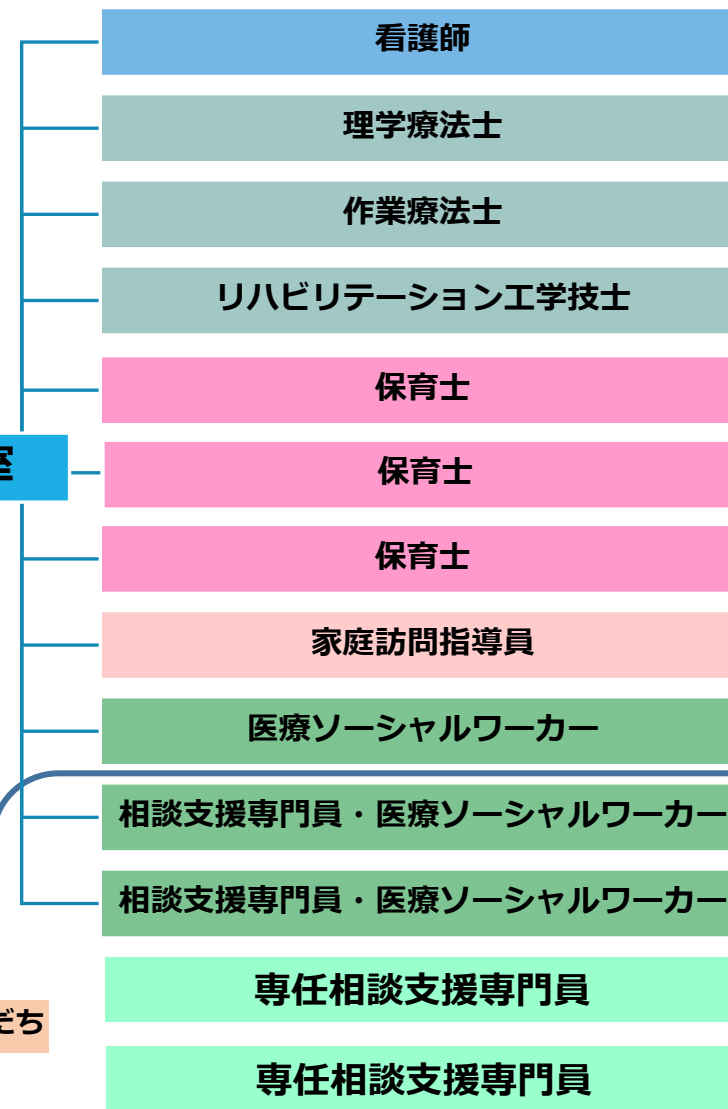 看護師
理学療法士
作業療法士
リハビリテーション工学技士
保育士
室
保育士
保育士
家庭訪問指導員
医療ソーシャルワーカー
相談支援専門員・医療ソーシャルワーカー
相談支援専門員・医療ソーシャルワーカー
専任相談支援専門員
だち
専任相談支援専門員